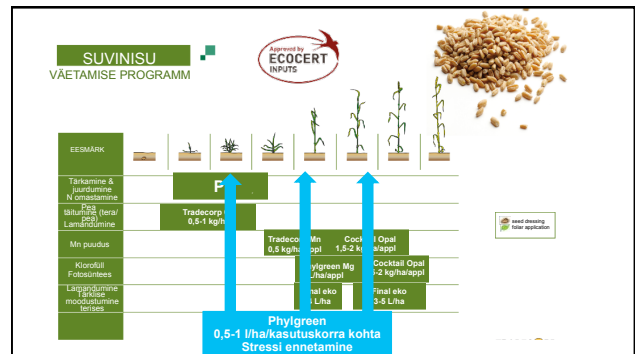 SUVINISU
VÄETAMISE PROGRAMM
Approved by
ECOCERT
INPUTS
EESMÄRK
Tärkamine &
juurdumine
N omastamine
Pea
täitumine (tera/
pea)
Lamandumine
Tradecorp
0,5-1 kg/h
Mn puudus
Tradecorp Mn
0,5 kg/ha/appl
Cocktail Opal
1,5-2 kg/ha/appl
Klorofüll
Fotosüntees
Phylgreen Mg
L/ha/appl
Cocktail Opal
5-2 kg/ha/appl
Lamandumine
Tärklise
moodustumine
terises
Final eko
L/ha
Final eko
3-5 L/ha
Phylgreen
0,5-1 l/ha/kasutuskorra kohta
Stressi ennetamine
seed dressing
foliar application